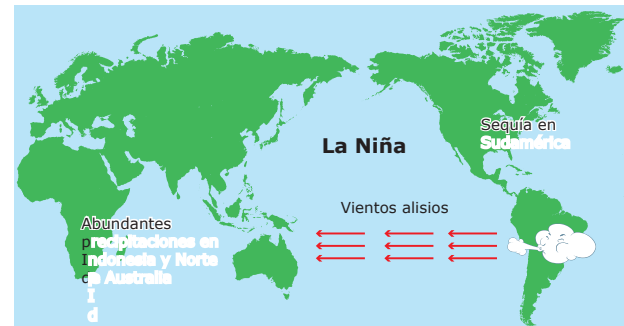 Sequía en
Sudamérica
La Niña
Vientos alisios
Abundantes
precipitaciones en
Indonesia y Norte
de Australia
I
d